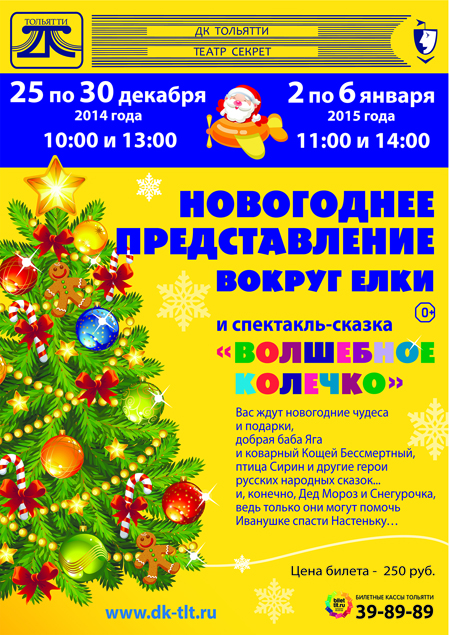 ТОЛЬЯТТИ
ДК ТОЛЬЯТТИ
ТЕАТР СЕКРЕТ
25 по 30 декабря
2014 года
10:00 и 13:00
2 по 6 января
2015 года
11:00 и 14:00
НОВОГОДНЕЕ
ПРЕДСТАВЛЕНИЕ
ВОКРУГ ЕЛКИ
0+
и спектакль-сказка
«ВОЛШЕБНОЕ
КОЛЕЧКО»
Вас ждут новогодние чудеса
и подарки,
добрая баба Яга
и коварный Кощей Бессмертный,
птица Сирин и другие герои
русских народных сказок...
и, конечно, Дед Мороз и Снегурочка,
ведь только они могут помочь
Иванушке спасти Настеньку...
Цена билета - 250 руб.
www.dk-tlt.ru
bilet
tlt.ru
БИЛЕТНЫЕ КАССЫ ТОЛЬЯТТИ
39-89-89